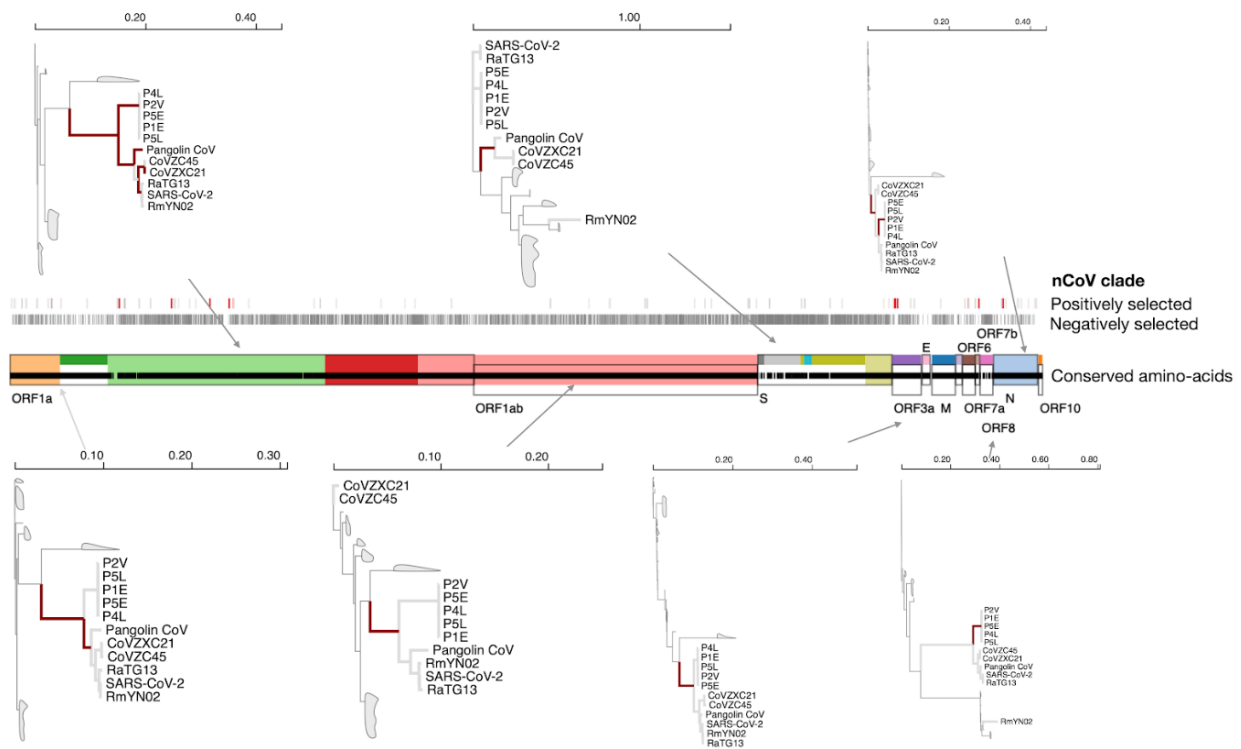 0.20 0.40
P4L
P2V
P5E
P1E
P5L
Pangolin CoV
CoVZC45
CoVZXC21
RaTG13
SARS-CoV-2
RmYN02
1.00
SARS-CoV-2
RaTG13
P5E
P4L
P1E
P2V
P5L
Pangolin CoV
CoVZXC21
CoVZC45
RmYN02
0.20 0.40
CoVZXC21
CoVZC45
P5E
P5L
P2V
P1E
P4L
Pangolin CoV
RaTG13
SARS-CoV-2
RmYN02
nCoV clade
Positively selected
Negatively selected
ORF7b
E ORF6
Conserved amino-acids
ORF1a ORF1ab S ORF3a M ORF7a N ORF10
ORF8
0.10 0.20 0.30
P2V
P5L
P1E
P5E
P4L
Pangolin CoV
CoVZXC21
CoVZC45
RaTG13
SARS-CoV-2
RmYN02
0.10 0.20
CoVZXC21
CoVZC45
P2V
P5E
P4L
P5L
P1E
Pangolin CoV
RmYN02
SARS-CoV-2
RaTG13
0.20 0.40
P4L
P1E
P5L
P2V
P5E
CoVZXC21
CoVZC45
Pangolin CoV
SARS-CoV-2
RmYN02
RaTG13
0.20 0.40 0.60 0.80
P2V
P1E
P5E
P4L
P5L
CoVZC45
CoVZXC21
Pangolin CoV
SARS-CoV-2
RaTG13
RmYN02